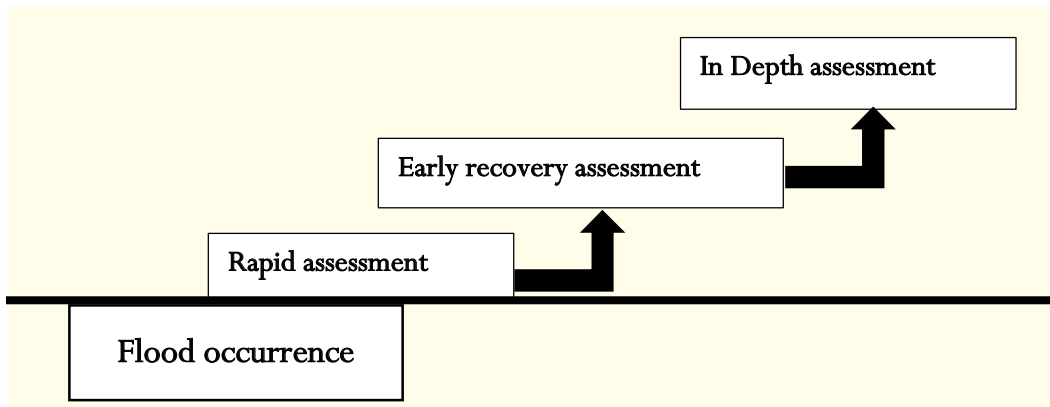 In Depth assessment
Early recovery assessment
Rapid assessment
Flood occurrence